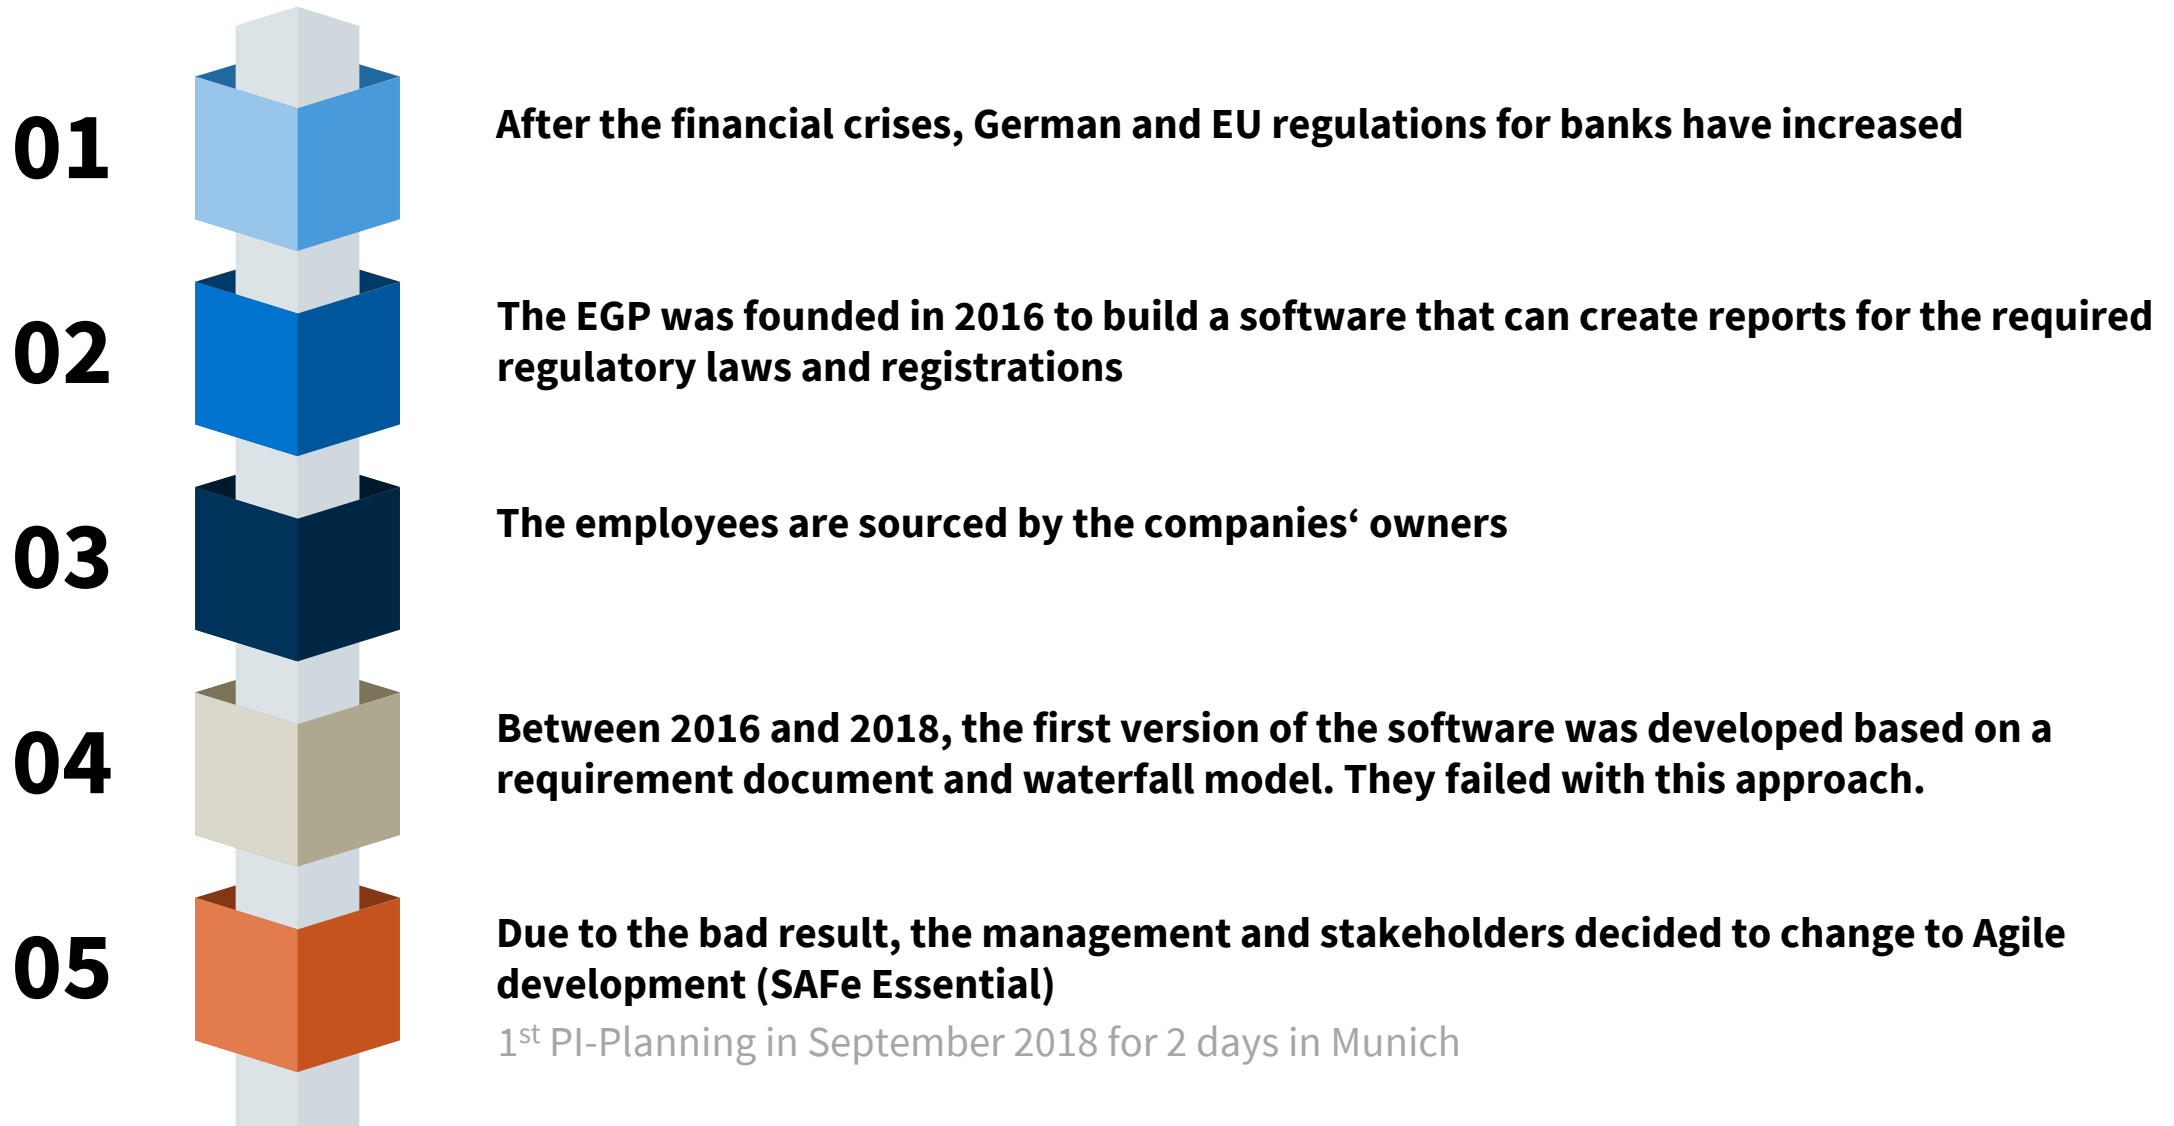 01
After the financial crises, German and EU regulations for banks have increased
02
The EGP was founded in 2016 to build a software that can create reports for the required
regulatory laws and registrations
03
The employees are sourced by the companies‘ owners
04
Between 2016 and 2018, the first version of the software was developed based on a
requirement document and waterfall model. They failed with this approach.
05
Due to the bad result, the management and stakeholders decided to change to Agile
development (SAFe Essential)
1st PI-Planning in September 2018 for 2 days in Munich